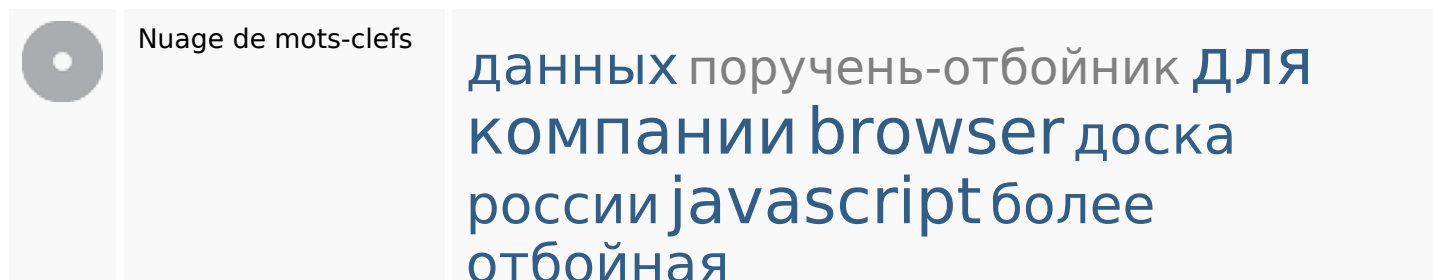 Nuage de mots-clefs
данных поручень-отбойник для
компании browser доска
россии javascript более
отбойная